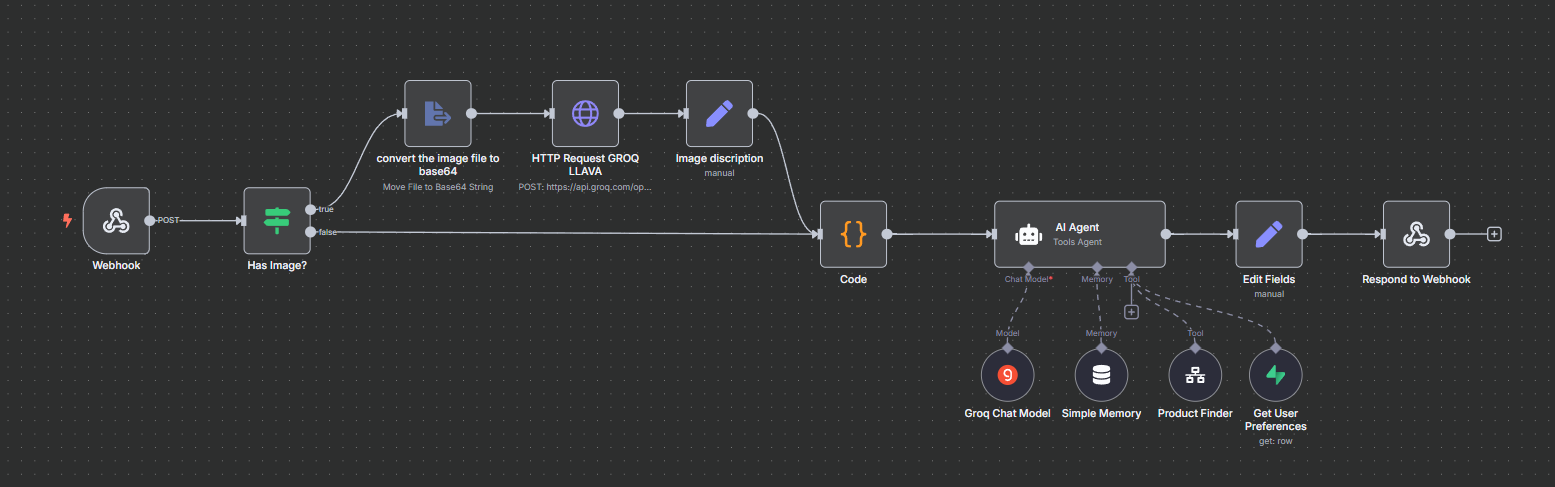 convert the image file to
base64
Move File to Base64 String
HTTP Request GROQ
LLAVA
POST: https://api.groq.com/op...
Image discription
manual
POST
Webhook
true
false
Has Image?
Code
AI Agent
Tools Agent
Chat Model*
Memory
Tool
Edit Fields
manual
Respond to Webhook
Model
Memory
Tool
Groq Chat Model
Simple Memory
Product Finder
Get User
Preferences
get: row